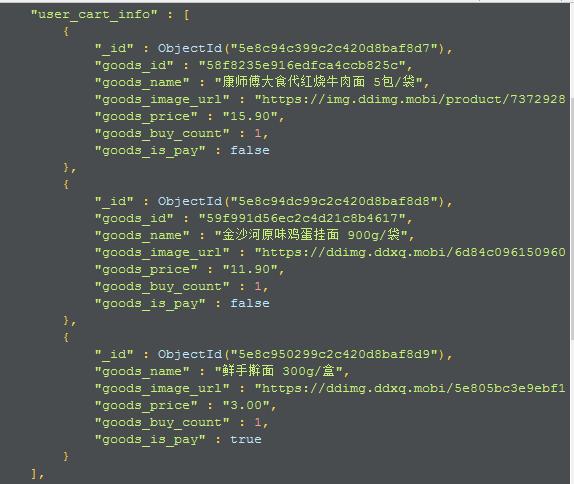 "user_cart_info" : [
{
"_id" : ObjectId("5e8c94c399c2c420d8baf8d7"),
"goods_id" : "58f8235e916edfca4ccb825c",
"goods_name" : "康师傅大食代红烧牛肉面 5包/袋",
"goods_image_url" : "https://img.ddimg.mobi/product/7372928
"goods_price" : "15.90",
"goods_buy_count" : 1,
"goods_is_pay" : false
},
{
"_id" : ObjectId("5e8c94dc99c2c420d8baf8d8"),
"goods_id" : "59f991d56ec2c4d21c8b4617",
"goods_name" : "金沙河原味鸡蛋挂面 900g/袋",
"goods_image_url" : "https://ddimg.ddxq.mobi/6d84c096150960
"goods_price" : "11.90",
"goods_buy_count" : 1,
"goods_is_pay" : false
},
{
"_id" : ObjectId("5e8c950299c2c420d8baf8d9"),
"goods_name" : "鲜手擀面 300g/盒",
"goods_image_url" : "https://ddimg.ddxq.mobi/5e805bc3e9ebf1
"goods_price" : "3.00",
"goods_buy_count" : 1,
"goods_is_pay" : true
}
],